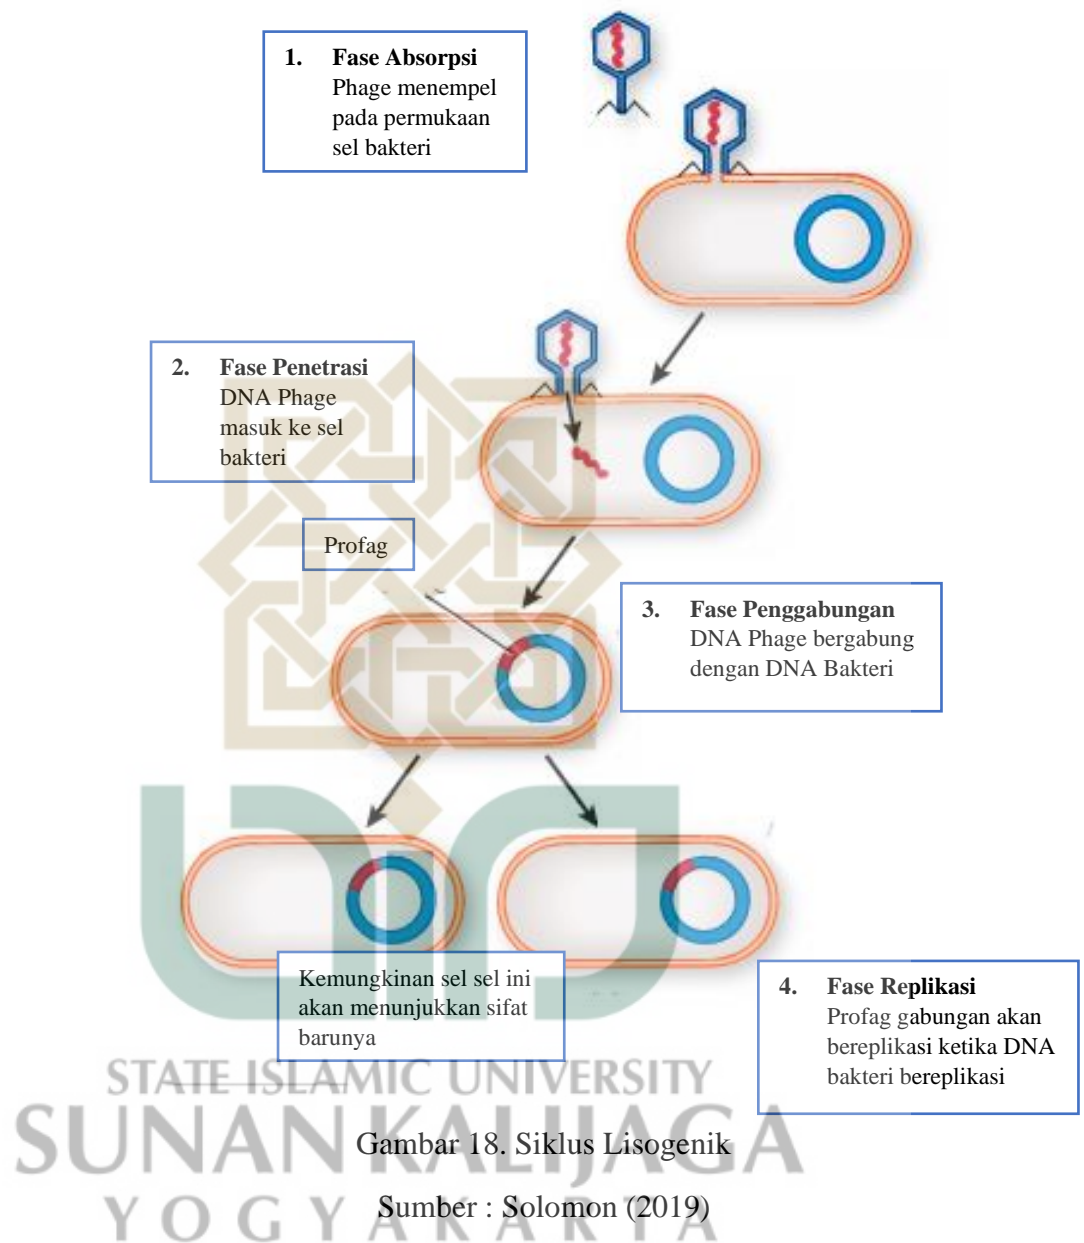 1. Fase Absorpsi
Phage menempel
pada permukaan
sel bakteri
2. Fase Penetrasi
DNA Phage
masuk ke sel
bakteri
Profag
3. Fase Penggabungan
DNA Phage bergabung
dengan DNA Bakteri
Kemungkinan sel sel ini
akan menunjukkan sifat
barunya
4. Fase Replikasi
Profag gabungan akan
bereplikasi ketika DNA
bakteri bereplikasi
STATE ISLAMIC UNIVERSITY
SUNAN KALIJAGA
Gambar 18. Siklus Lisogenik
YOGYAKARTA
Sumber : Solomon (2019)